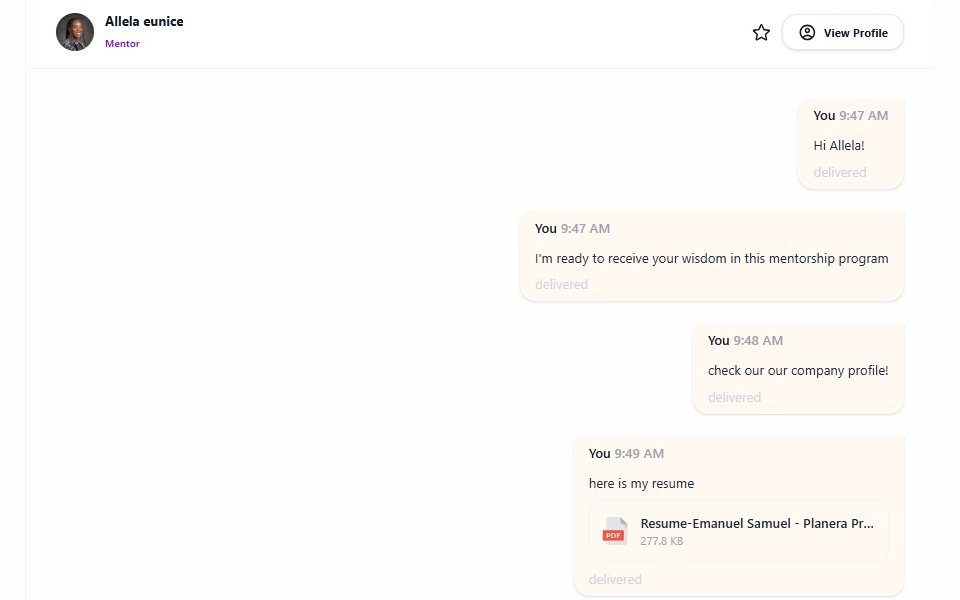 Allela eunice
Mentor
View Profile
You 9:47 AM
Hi Allela!
delivered
You 9:47 AM
I'm ready to receive your wisdom in this mentorship program
delivered
You 9:48 AM
check our our company profile!
delivered
You 9:49 AM
here is my resume
PDF
Resume-Emanuel Samuel - Planera Pr...
277.8 KB
delivered